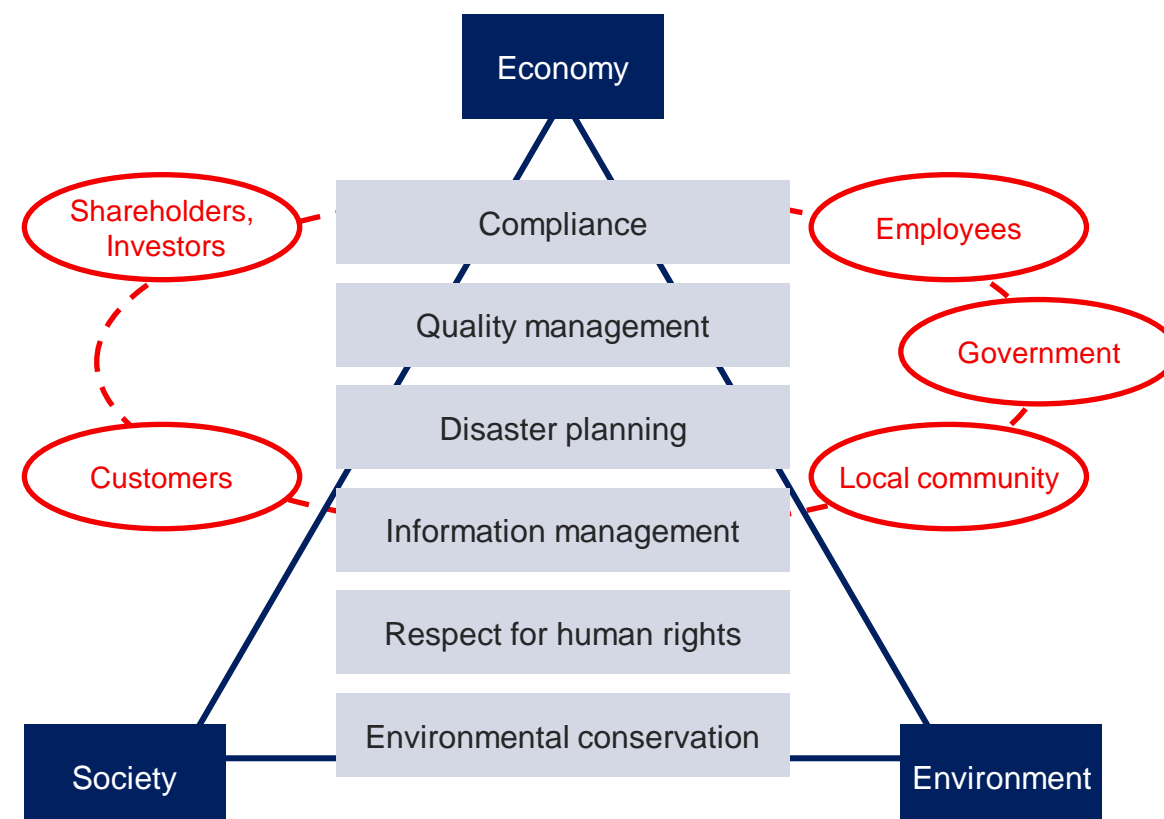 Economy
Shareholders,
Investors
Compliance
Employees
Quality management
Government
Disaster planning
Customers
Local community
Information management
Respect for human rights
Environmental conservation
Society
Environment